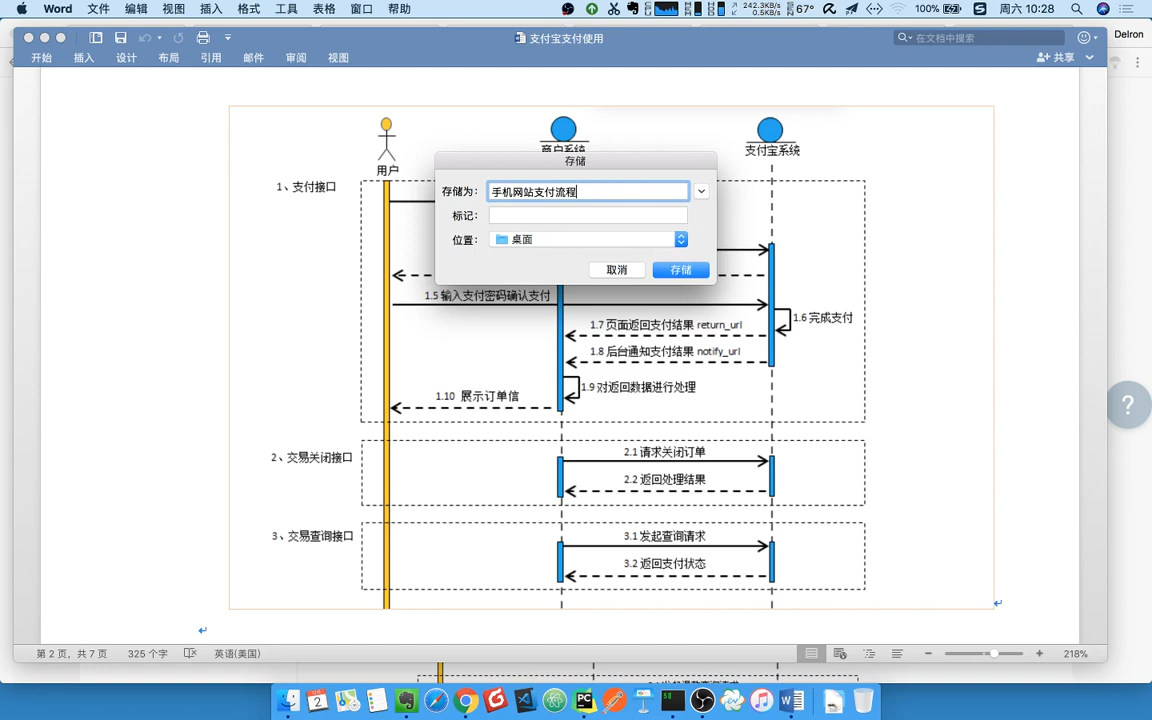 Word 文件 编辑 视图 插入 格式 工具 表格 窗口 帮助 242.3KB/s 0.5KB/s 67° 100% 周六 10:28
支付宝支付使用
在文档中搜索
Delron
开始 插入 设计 布局 引用 邮件 审阅 视图 共享
用户
支付宝系统
商户系统
存储
1、支付接口
存储为: 手机网站支付流程
标记:
位置: 桌面
取消 存储
1.5 输入支付密码确认支付
1.6 完成支付
1.7 页面返回支付结果 return_url
1.8 后台通知支付结果 notify_url
1.9 对返回数据进行处理
1.10 展示订单信
2、交易关闭接口
2.1 请求关闭订单
2.2 返回处理结果
3、交易查询接口
3.1 发起查询请求
3.2 返回支付状态
?
第 2 页，共 7 页 325 个字 英语(美国) 218%